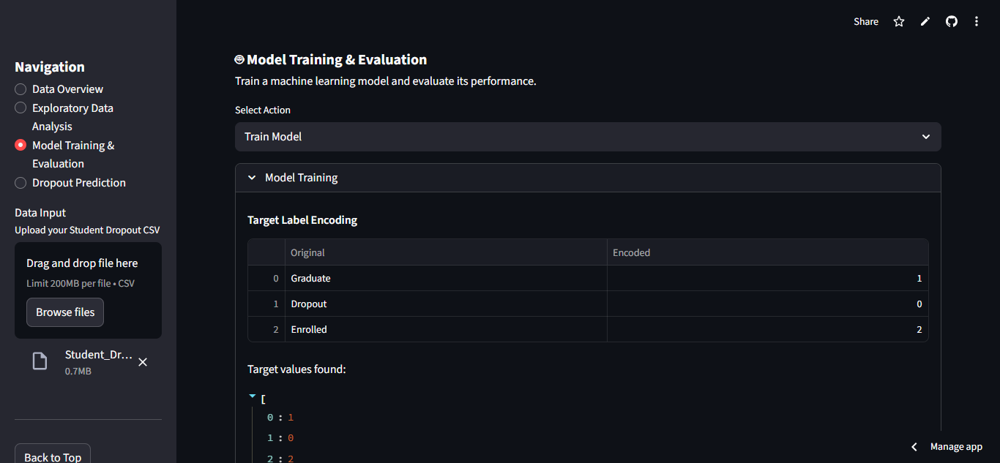 Share
Navigation
Data Overview
Exploratory Data
Analysis
Model Training &
Evaluation
Dropout Prediction
Data Input
Upload your Student Dropout CSV
Drag and drop file here
Limit 200MB per file • CSV
Browse files
Student_Dr...
0.7MB
Back to Top
Model Training & Evaluation
Train a machine learning model and evaluate its performance.
Select Action
Train Model
Model Training
Target Label Encoding
Original Encoded
0 Graduate 1
1 Dropout 0
2 Enrolled 2
Target values found:
[
0 : 1
1 : 0
2 : 2
Manage app